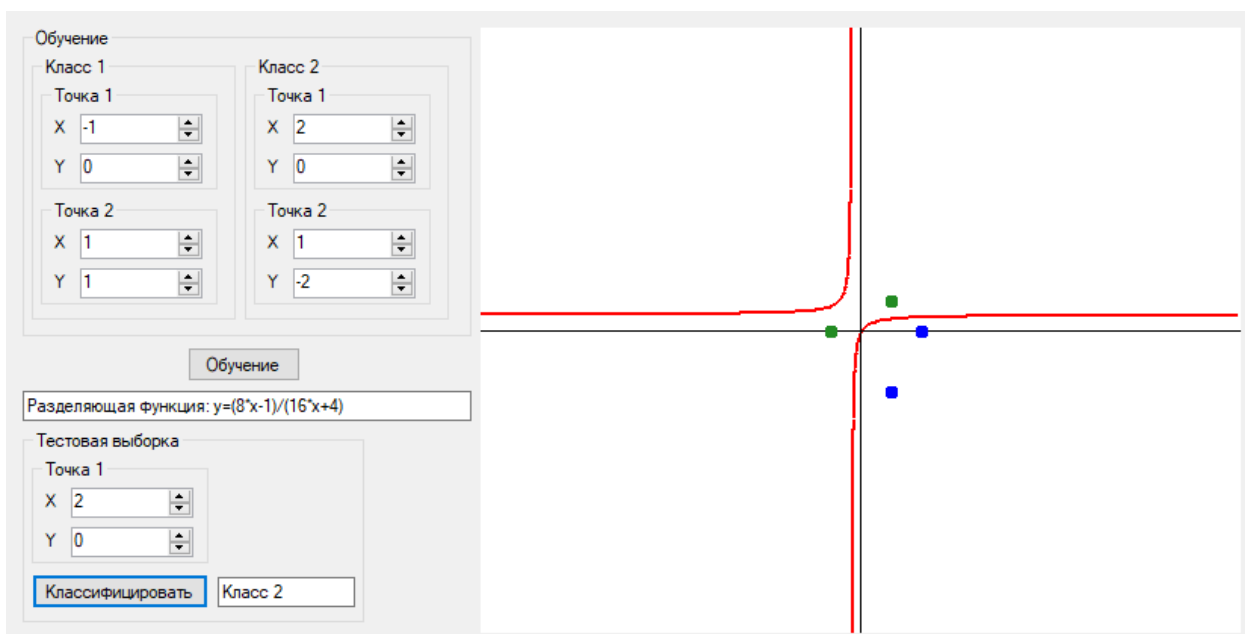 Обучение
Класс 1
Точка 1
X -1
Y 0
Точка 2
X 1
Y 1
Класс 2
Точка 1
X 2
Y 0
Точка 2
X 1
Y -2
Обучение
Разделяющая функция: y=(8*x-1)/(16*x+4)
Тестовая выборка
Точка 1
X 2
Y 0
Классифицировать
Класс 2